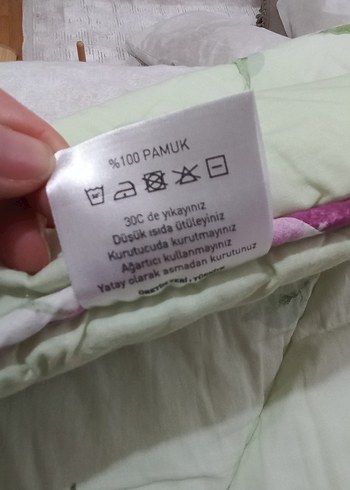 %100 PAMUK
30C de yıkayınız
Düşük ısıda ütüleyiniz
Kurutucuda kurutmayınız
Ağartıcı kullanmayınız
Yatay olarak asmadan kurutunuz